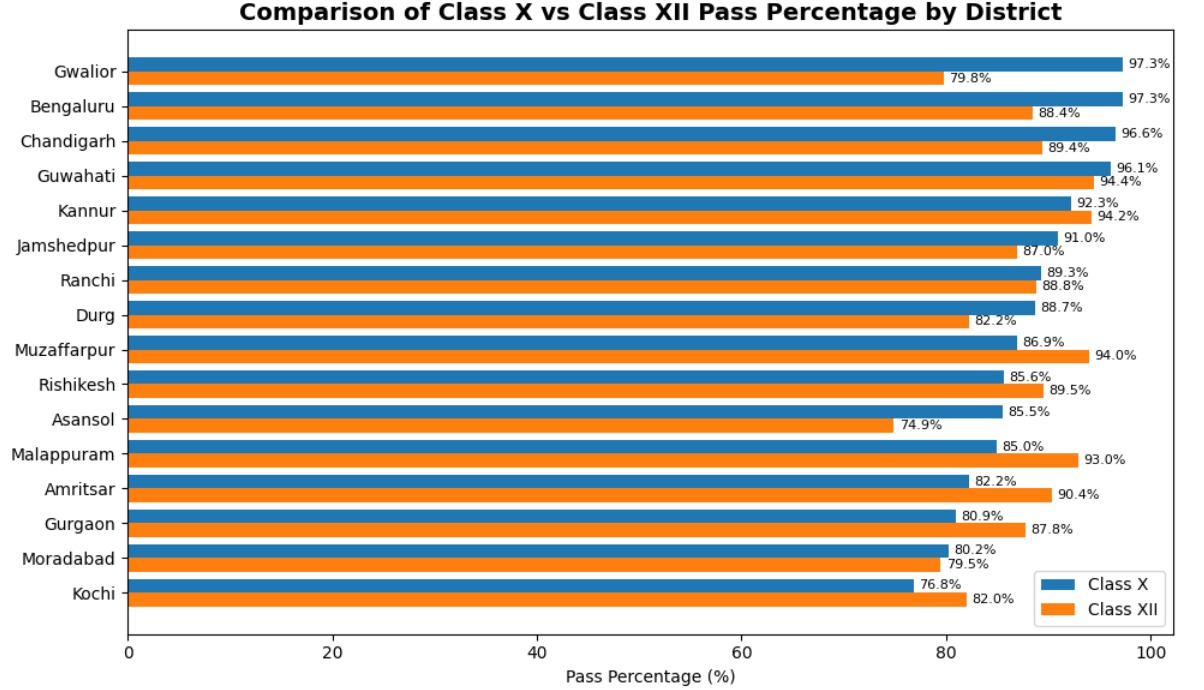 Comparison of Class X vs Class XII Pass Percentage by District
Gwalior 97.3%
79.8%
Bengaluru 97.3%
88.4%
Chandigarh 96.6%
89.4%
Guwahati 96.1%
94.4%
Kannur 92.3%
94.2%
Jamshedpur 91.0%
87.0%
Ranchi 89.3%
88.8%
Durg 88.7%
82.2%
Muzaffarpur 86.9%
94.0%
Rishikesh 85.6%
89.5%
Asansol 85.5%
74.9%
Malappuram 85.0%
93.0%
Amritsar 82.2%
90.4%
Gurgaon 80.9%
87.8%
Moradabad 80.2%
79.5%
Kochi 76.8%
82.0%
Class X
Class XII
0 20 40 60 80 100
Pass Percentage (%)